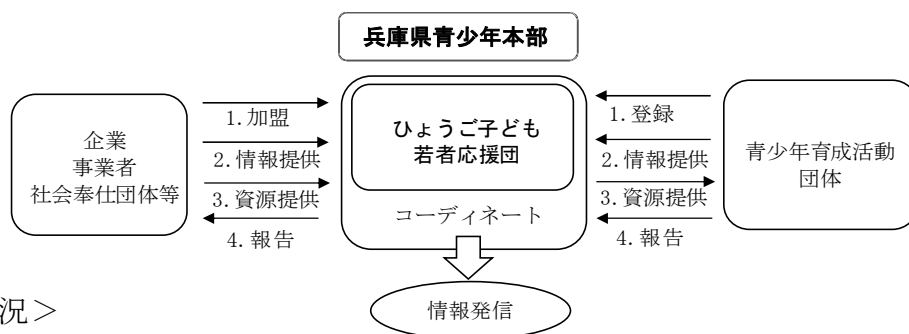 兵庫県青少年本部
企業
事業者
社会奉仕団体等
1.加盟
2.情報提供
3.資源提供
4.報告
ひょうご子ども
若者応援団
コーディネート
1.登録
2.情報提供
3.資源提供
4.報告
青少年育成活動
団体
情報発信
況＞